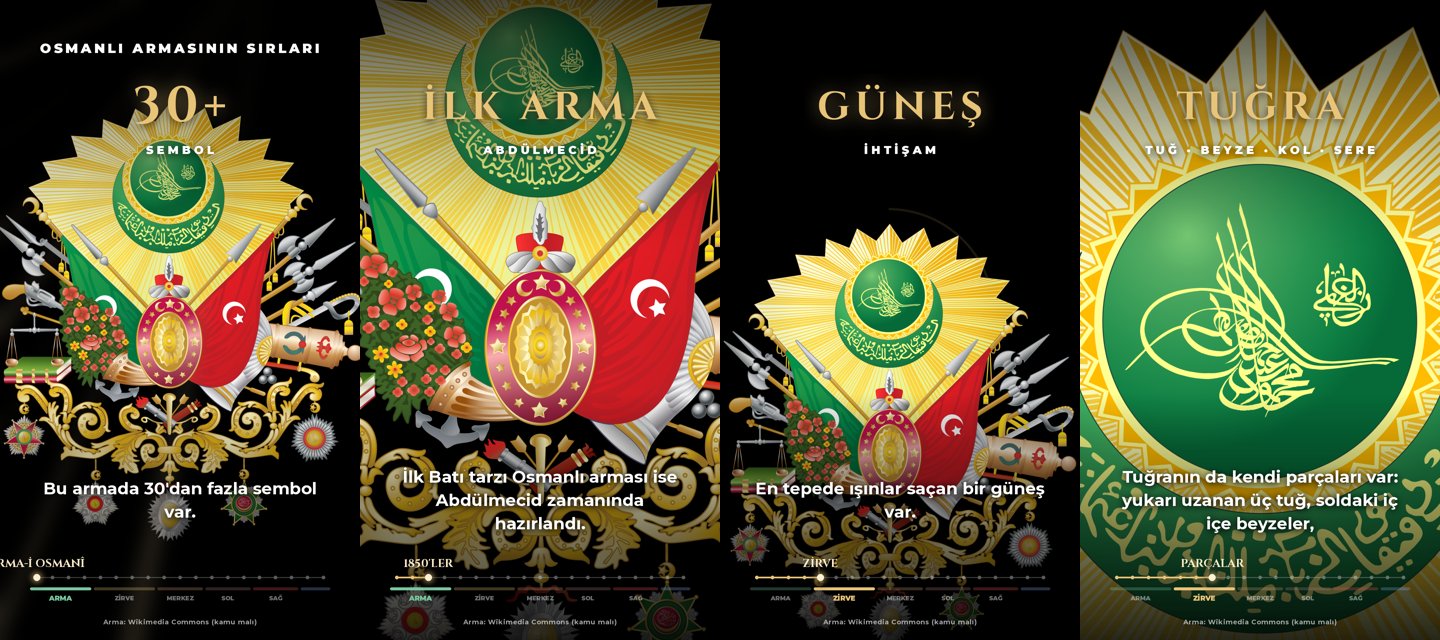 OSMANLI ARMASININ SIRLARI
30+
SEMBOL
Bu armada 30'dan fazla sembol
var.
RMA-İ OSMANÎ
ARMA ZİRVE MERKEZ SOL SAĞ
Arma: Wikimedia Commons (kamu malı)
İLK ARMA
ABDÜLMECİD
İlk Batı tarzı Osmanlı arması ise
Abdülmecid zamanında
hazırlandı.
1850'LER
ARMA ZİRVE MERKEZ SOL SAĞ
Arma: Wikimedia Commons (kamu malı)
GÜNEŞ
İHTİŞAM
En tepede ışınlar saçan bir güneş
var.
ZİRVE
ARMA ZİRVE MERKEZ SOL SAĞ
Arma: Wikimedia Commons (kamu malı)
TUĞRA
TUĞ · BEYZE · KOL · SERE
Tuğranın da kendi parçaları var:
yukarı uzanan üç tuğ, soldaki iç
içe beyzeler,
PARÇALAR
ARMA ZİRVE MERKEZ SOL SAĞ
Arma: Wikimedia Commons (kamu malı)